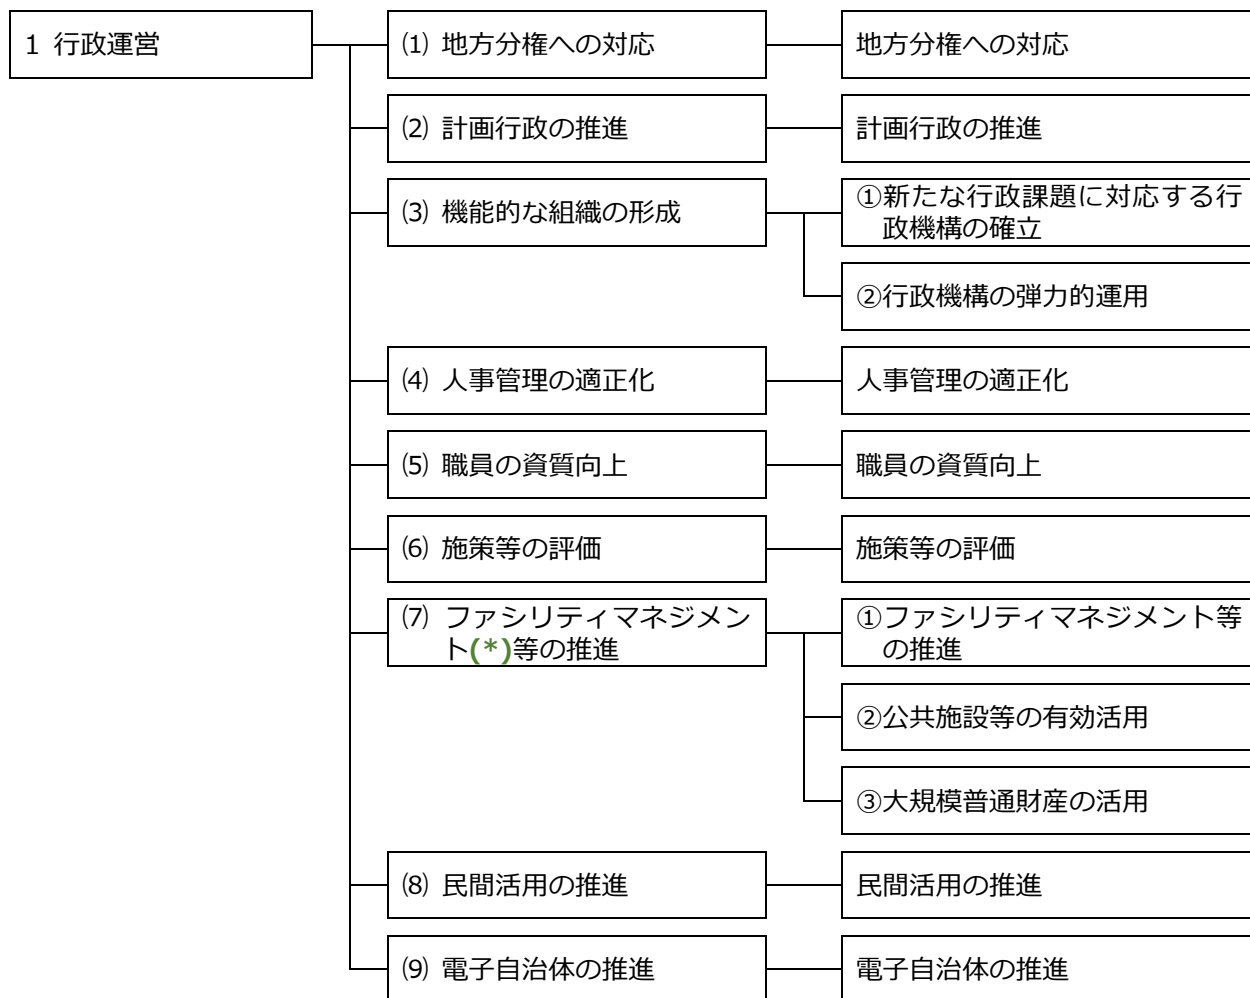 1 行政運営
⑴ 地方分権への対応
地方分権への対応
⑵ 計画行政の推進
計画行政の推進
⑶ 機能的な組織の形成
①新たな行政課題に対応する行
政機構の確立
②行政機構の弾力的運用
⑷ 人事管理の適正化
人事管理の適正化
⑸ 職員の資質向上
職員の資質向上
⑹ 施策等の評価
施策等の評価
⑺ ファシリティマネジメン
ト(*)等の推進
①ファシリティマネジメント等
の推進
②公共施設等の有効活用
③大規模普通財産の活用
⑻ 民間活用の推進
民間活用の推進
⑼ 電子自治体の推進
電子自治体の推進